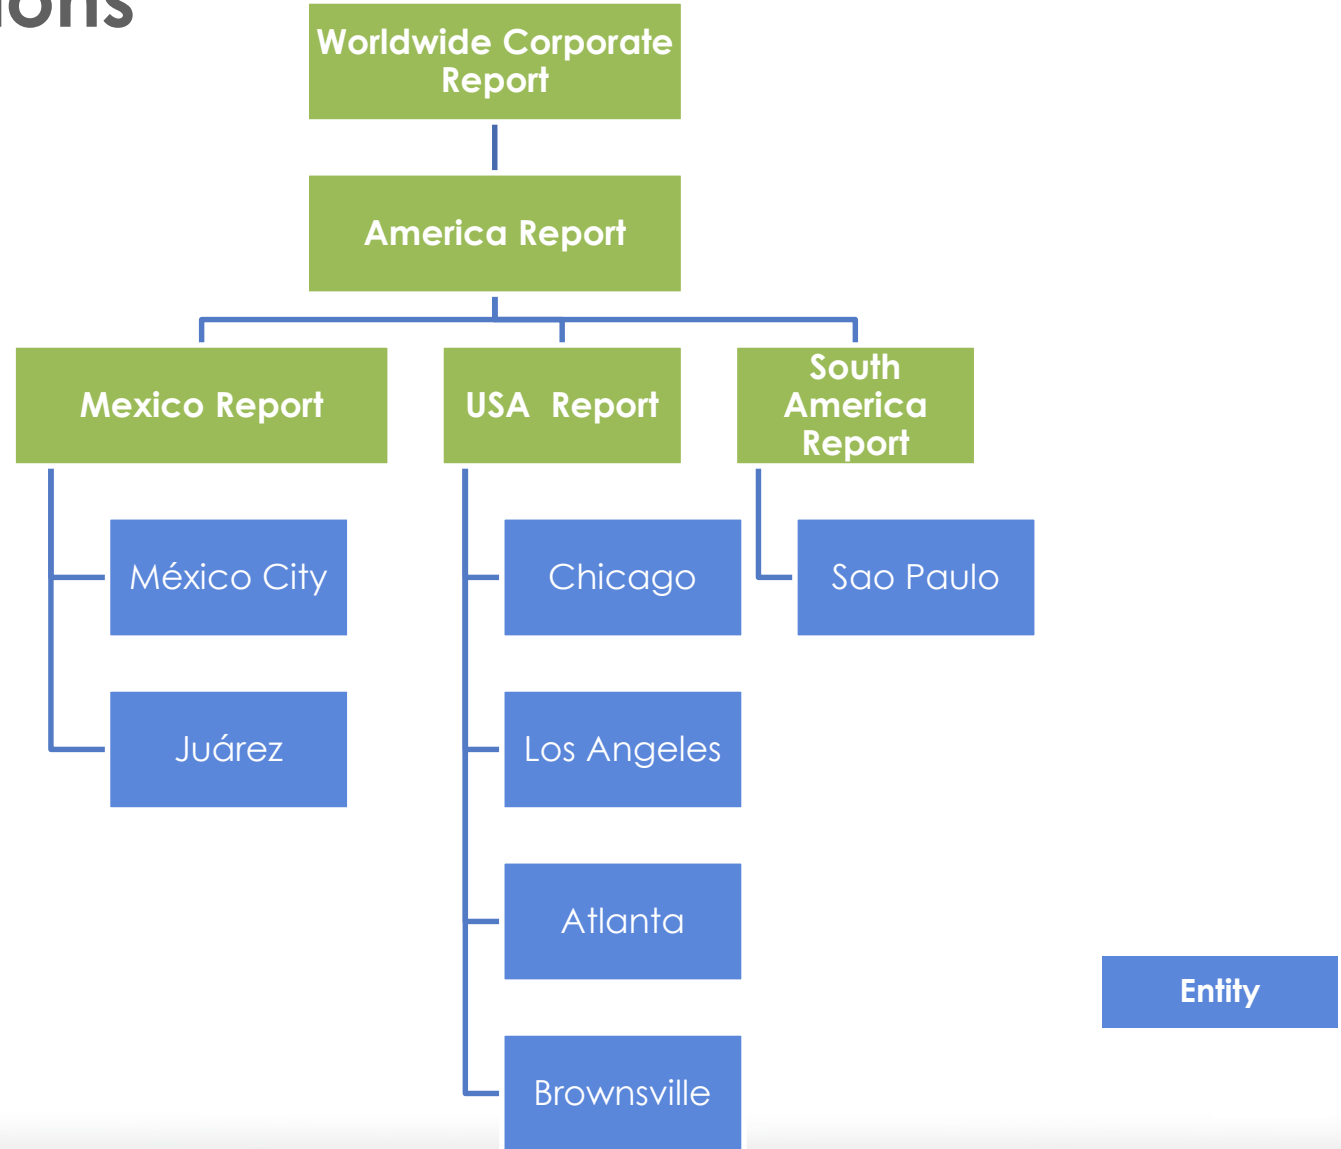 Worldwide Corporate
Report
America Report
Mexico Report
USA Report
South
America
Report
México City
Chicago
Sao Paulo
Juárez
Los Angeles
Atlanta
Entity
Brownsville